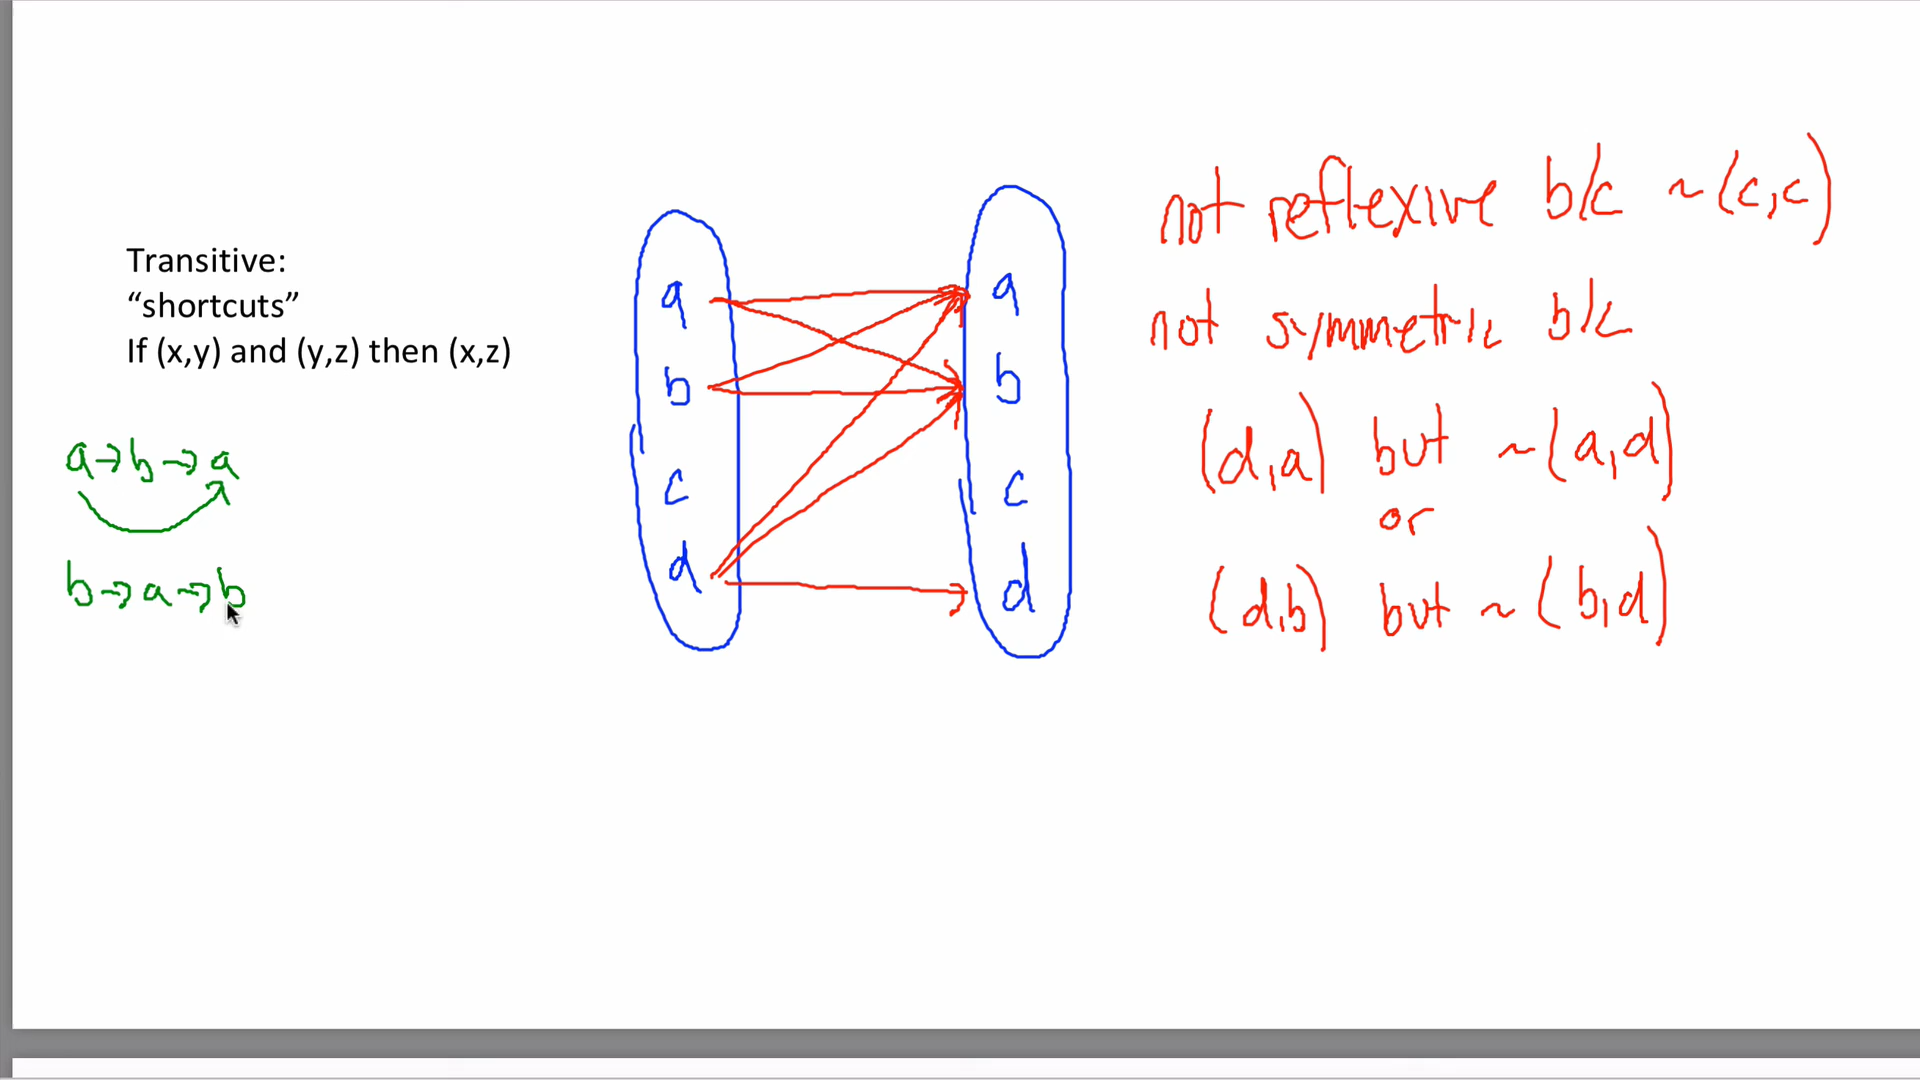 Transitive:
“shortcuts”
If (x,y) and (y,z) then (x,z)
a→b→a
b→a→b
a
b
c
d
a
b
c
d
not reflexive b/c ~(c,c)
not symmetric b/c
(d,a) but ~(a,d)
or
(d,b) but ~(b,d)